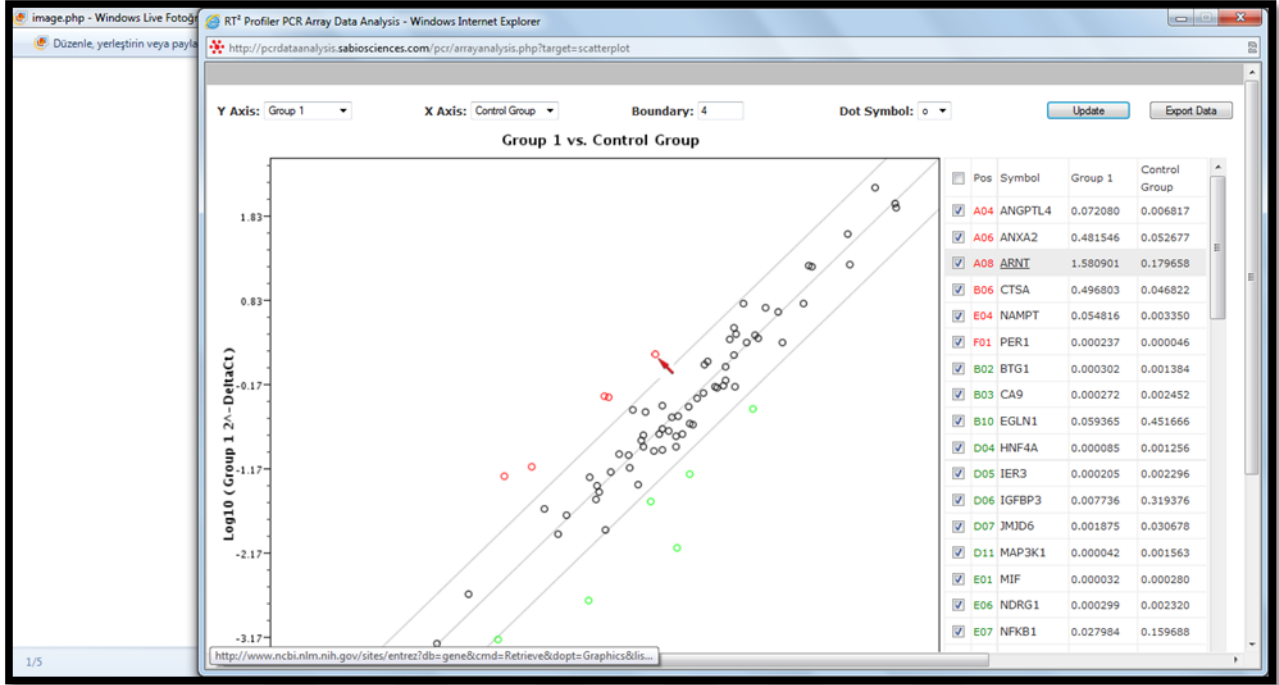 image.php - Windows Live Fotoğr
RT² Profiler PCR Array Data Analysis - Windows Internet Explorer
Düzenle, yerleştirin veya payla
http://pcrdataanalysis.sabiosciences.com/pcr/arrayanalysis.php?target=scatterplot
Y Axis: Group 1 X Axis: Control Group Boundary: 4 Dot Symbol: o Update Export Data
Group 1 vs. Control Group
Log10 (Group 1 2^-DeltaCt)
1.83
0.83
-0.17
-1.17
-2.17
-3.17
Pos Symbol Group 1 Control Group
A04 ANGPTL4 0.072080 0.006817
A06 ANXA2 0.481546 0.052677
A08 ARNT 1.580901 0.179658
B06 CTSA 0.496803 0.046822
E04 NAMPT 0.054816 0.003350
F01 PER1 0.000237 0.000046
B02 BTG1 0.000302 0.001384
B03 CA9 0.000272 0.002452
B10 EGLN1 0.059365 0.451666
D04 HNF4A 0.000085 0.001256
D05 IER3 0.000205 0.002296
D06 IGFBP3 0.007736 0.319376
D07 JMJD6 0.001875 0.030678
D11 MAP3K1 0.000042 0.001563
E01 MIF 0.000032 0.000280
E06 NDRG1 0.000299 0.002320
E07 NFKB1 0.027984 0.159688
http://www.ncbi.nlm.nih.gov/sites/entrez?db=gene&cmd=Retrieve&dopt=Graphics&lis...
1/5